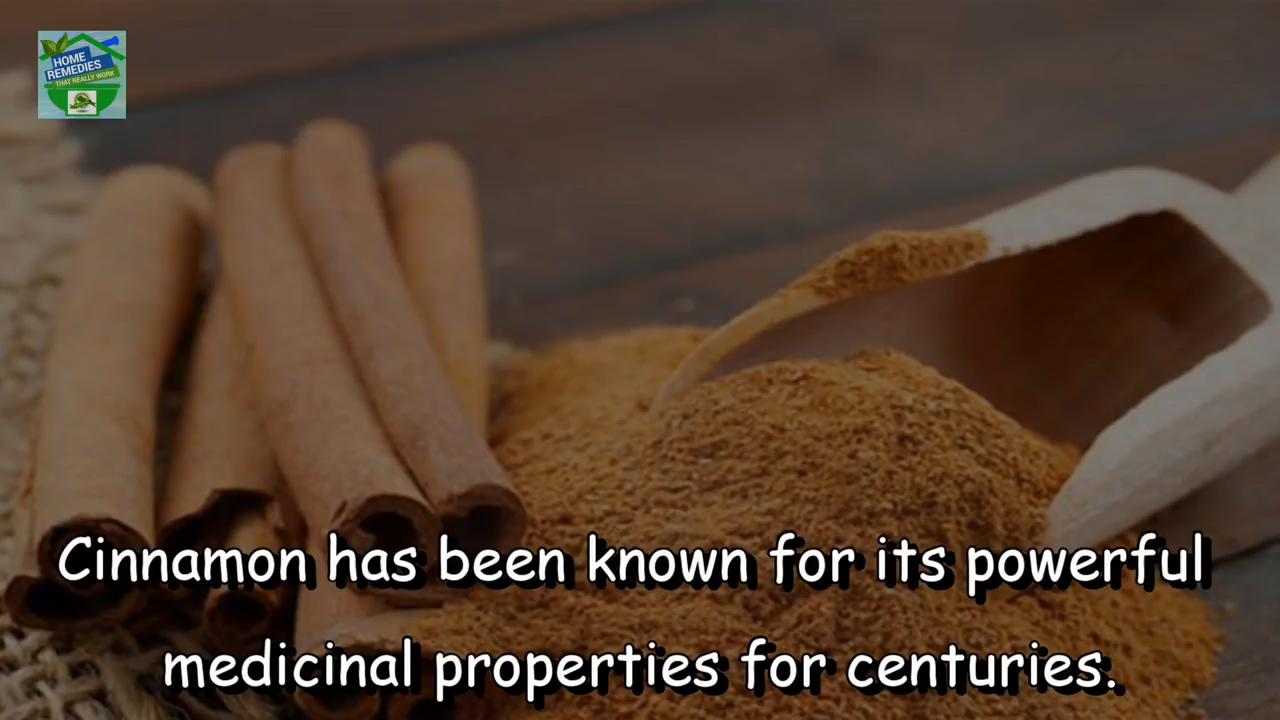 HOME
REMEDIES
THAT REALLY WORK
Cinnamon has been known for its powerful
medicinal properties for centuries.